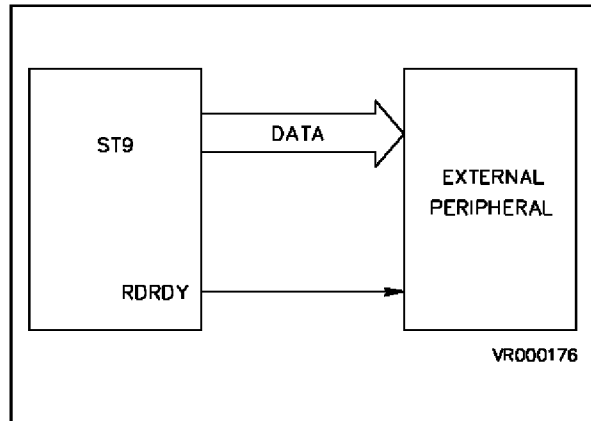 ST9
DATA
EXTERNAL
PERIPHERAL
RDRDY
VR000176